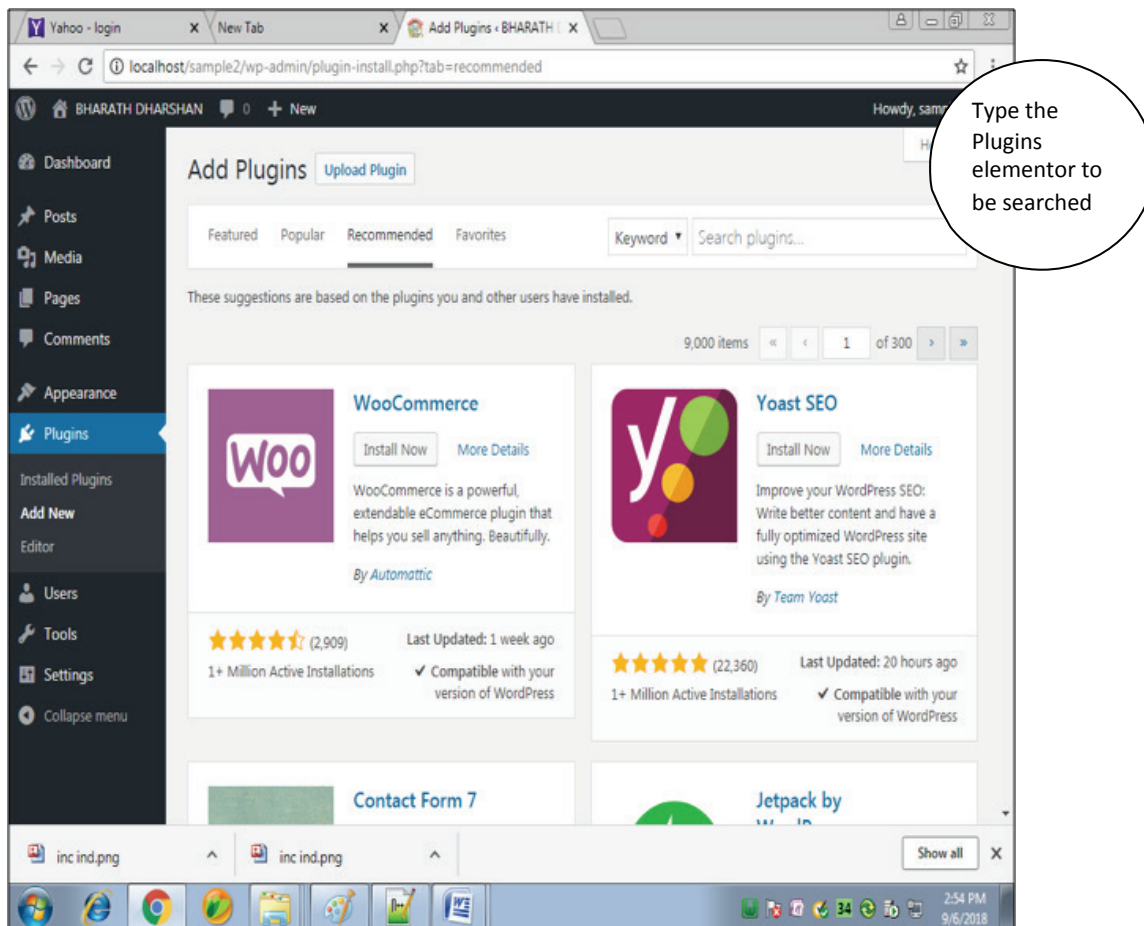 Yahoo - login
New Tab
Add Plugins ‹ BHARATH
localhost/sample2/wp-admin/plugin-install.php?tab=recommended
BHARATH DHARSHAN 0 + New
Howdy,
Type the
Plugins
elementor to
be searched
Dashboard
Posts
Media
Pages
Comments
Appearance
Plugins
Installed Plugins
Add New
Editor
Users
Tools
Settings
Collapse menu
Add Plugins Upload Plugin
Featured Popular Recommended Favorites
Keyword Search plugins...
These suggestions are based on the plugins you and other users have installed.
9,000 items « ‹ 1 of 300 › »
WooCommerce
WOO
Install Now More Details
WooCommerce is a powerful,
extendable eCommerce plugin that
helps you sell anything. Beautifully.
By Automattic
(2,909)
Last Updated: 1 week ago
1+ Million Active Installations
✔ Compatible with your
version of WordPress
Yoast SEO
y
Install Now More Details
Improve your WordPress SEO:
Write better content and have a
fully optimized WordPress site
using the Yoast SEO plugin.
By Team Yoast
(22,360)
Last Updated: 20 hours ago
1+ Million Active Installations
✔ Compatible with your
version of WordPress
Contact Form 7
Jetpack by
inc ind.png
inc ind.png
Show all X
34
2:54 PM
9/6/2018